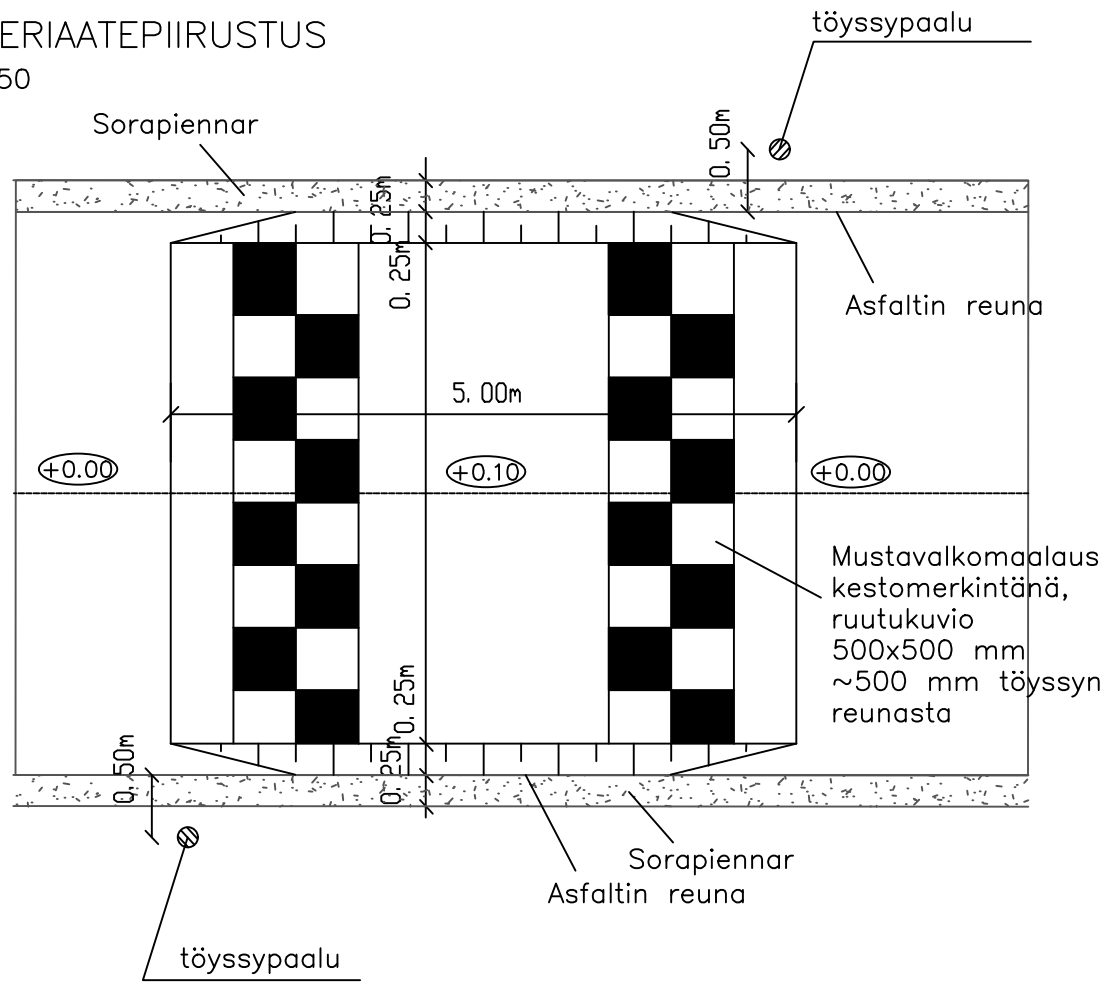 ERIAATEPIIRUSTUS
50
töyssypaalu
Sorapiennar
0.50m
0.25m
0.25m
Asfaltin reuna
5.00m
+0.00
+0.10
+0.00
Mustavalkomaalaus
kestomerkintänä,
ruutukuvio
500x500 mm
~500 mm töyssyn
reunasta
0.25m
0.25m
0.50m
Sorapiennar
Asfaltin reuna
töyssypaalu